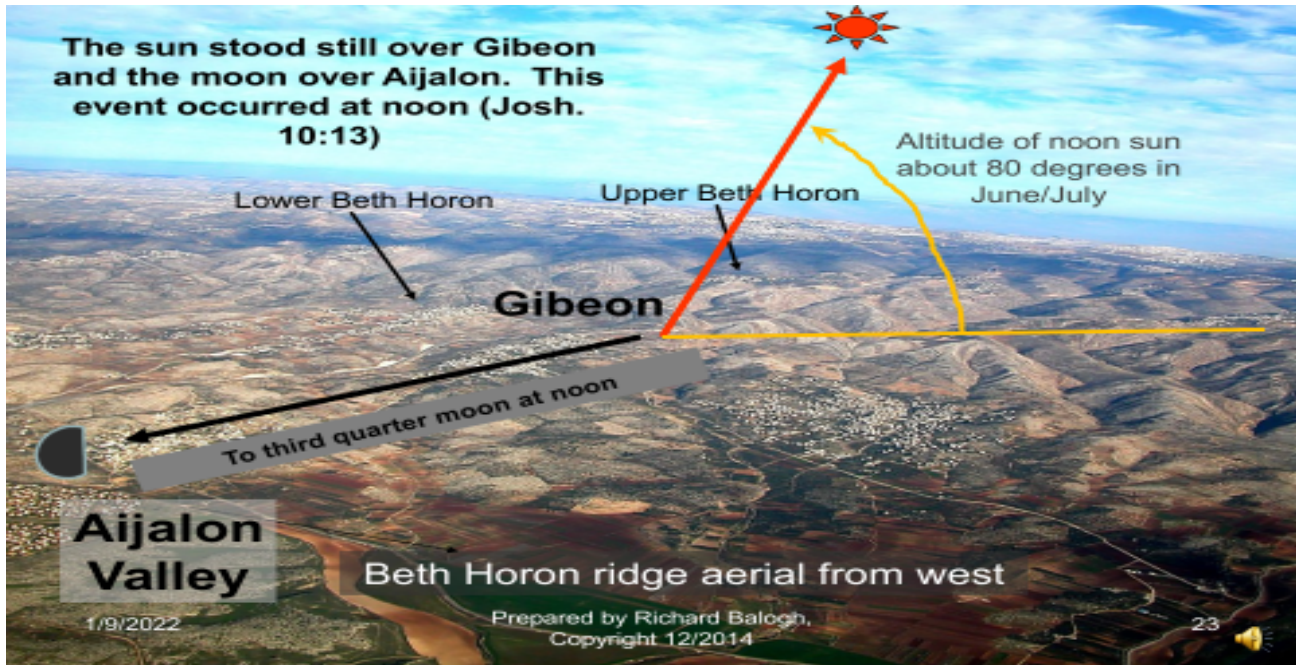 The sun stood still over Gibeon
and the moon over Aijalon. This
event occurred at noon (Josh.
10:13)
Altitude of noon sun
about 80 degrees in
June/July
Lower Beth Horon
Upper Beth Horon
Gibeon
To third quarter moon at noon
Aijalon
Valley
Beth Horon ridge aerial from west
1/9/2022
Prepared by Richard Balogh,
Copyright 12/2014
23